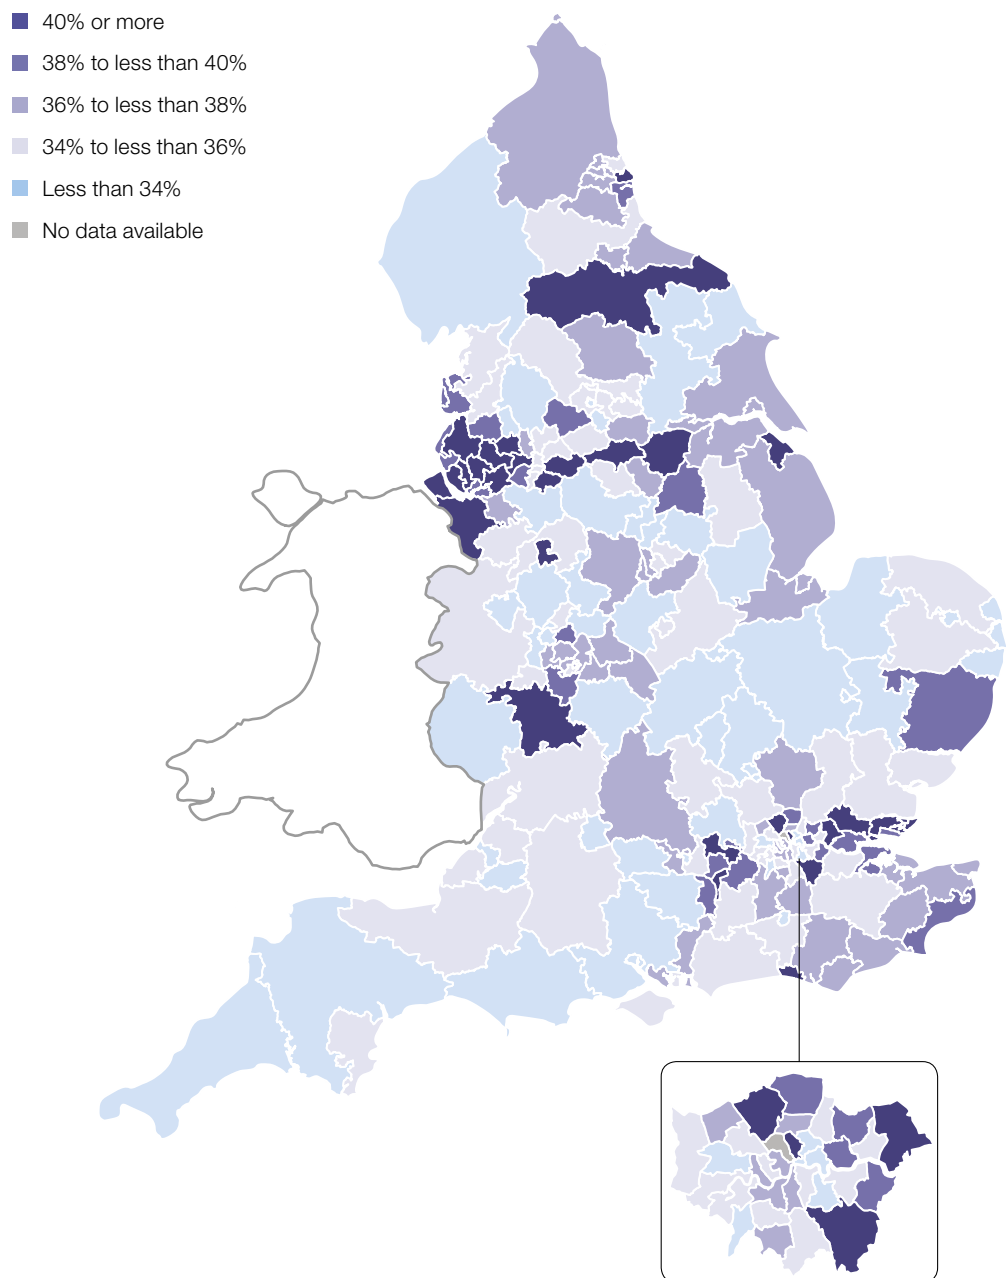 40% or more
38% to less than 40%
36% to less than 38%
34% to less than 36%
Less than 34%
No data available